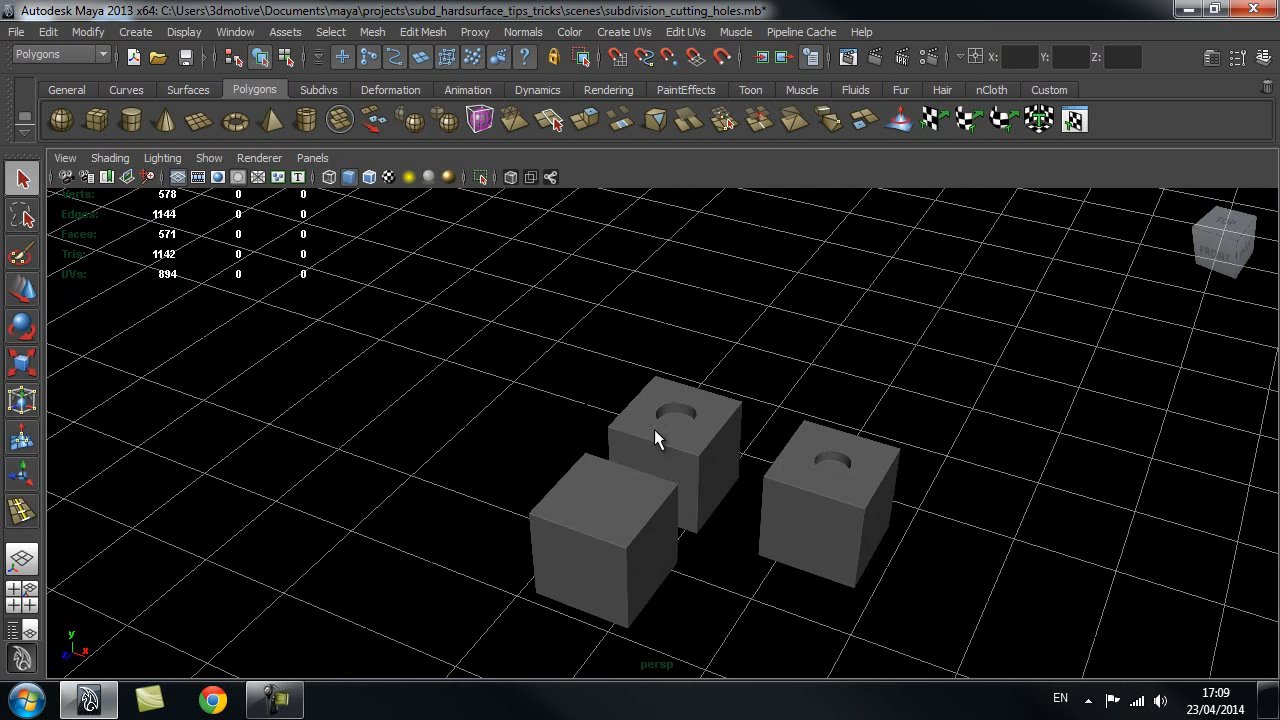 Autodesk Maya 2013 x64: C:\Users\3dmotive\Documents\maya\projects\subd_hardsurface_tips_tricks\scenes\subdivision_cutting_holes.mb*
File Edit Modify Create Display Window Assets Select Mesh Edit Mesh Proxy Normals Color Create UVs Edit UVs Muscle Pipeline Cache Help
Polygons X: Y: Z:
General Curves Surfaces Polygons Subdivs Deformation Animation Dynamics Rendering PaintEffects Toon Muscle Fluids Fur Hair nCloth Custom
View Shading Lighting Show Renderer Panels
Verts: 578 0 0
Edges: 1144 0 0
Faces: 571 0 0
Tris: 1142 0 0
UVs: 894 0 0
TOP
FRONT
y
x
z
persp
EN
17:09
23/04/2014